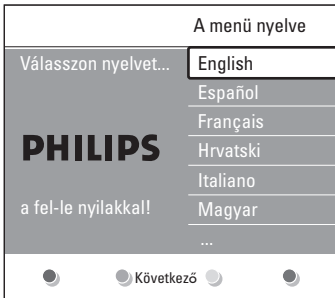 A menü nyelve
Válasszon nyelvet...
English
Español
Français
PHILIPS
Hrvatski
Italiano
a fel-le nyilakkal!
Magyar
...
Következő